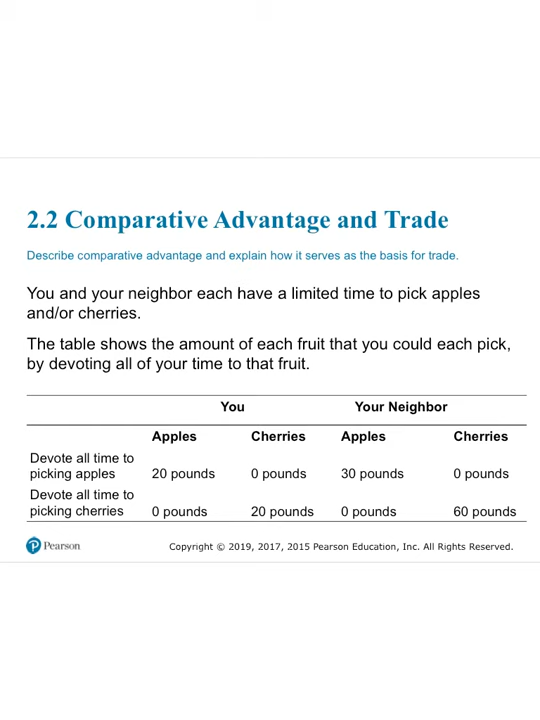 2.2 Comparative Advantage and Trade
Describe comparative advantage and explain how it serves as the basis for trade.
You and your neighbor each have a limited time to pick apples
and/or cherries.
The table shows the amount of each fruit that you could each pick,
by devoting all of your time to that fruit.
You Your Neighbor
Apples Cherries Apples Cherries
Devote all time to
picking apples 20 pounds 0 pounds 30 pounds 0 pounds
Devote all time to
picking cherries 0 pounds 20 pounds 0 pounds 60 pounds
P Pearson Copyright © 2019, 2017, 2015 Pearson Education, Inc. All Rights Reserved.